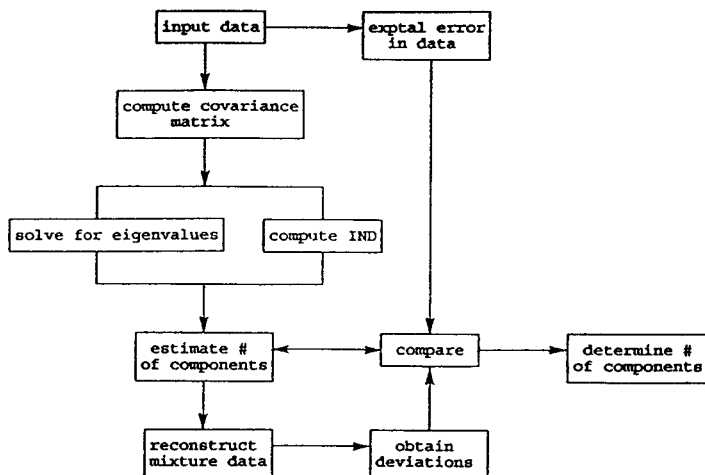 input data
exptal error
in data
compute covariance
matrix
solve for eigenvalues
compute IND
estimate #
of components
compare
determine #
of components
reconstruct
mixture data
obtain
deviations